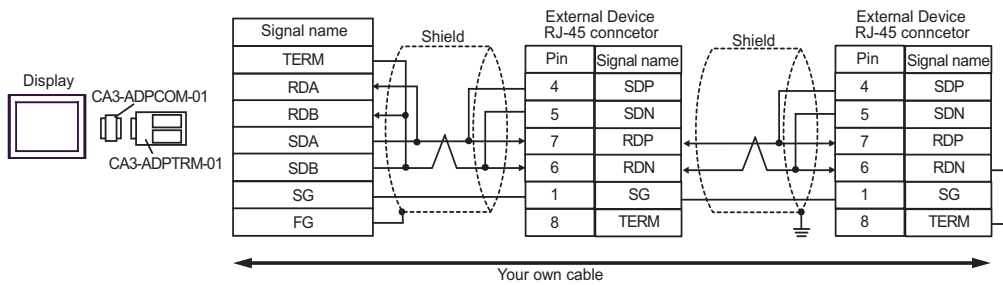 Display
CA3-ADPCOM-01
CA3-ADPTRM-01
Signal name
TERM
RDA
RDB
SDA
SDB
SG
FG
Shield
External Device
RJ-45 conncetor
Pin Signal name
4 SDP
5 SDN
7 RDP
6 RDN
1 SG
8 TERM
Shield
External Device
RJ-45 conncetor
Pin Signal name
4 SDP
5 SDN
7 RDP
6 RDN
1 SG
8 TERM
Your own cable